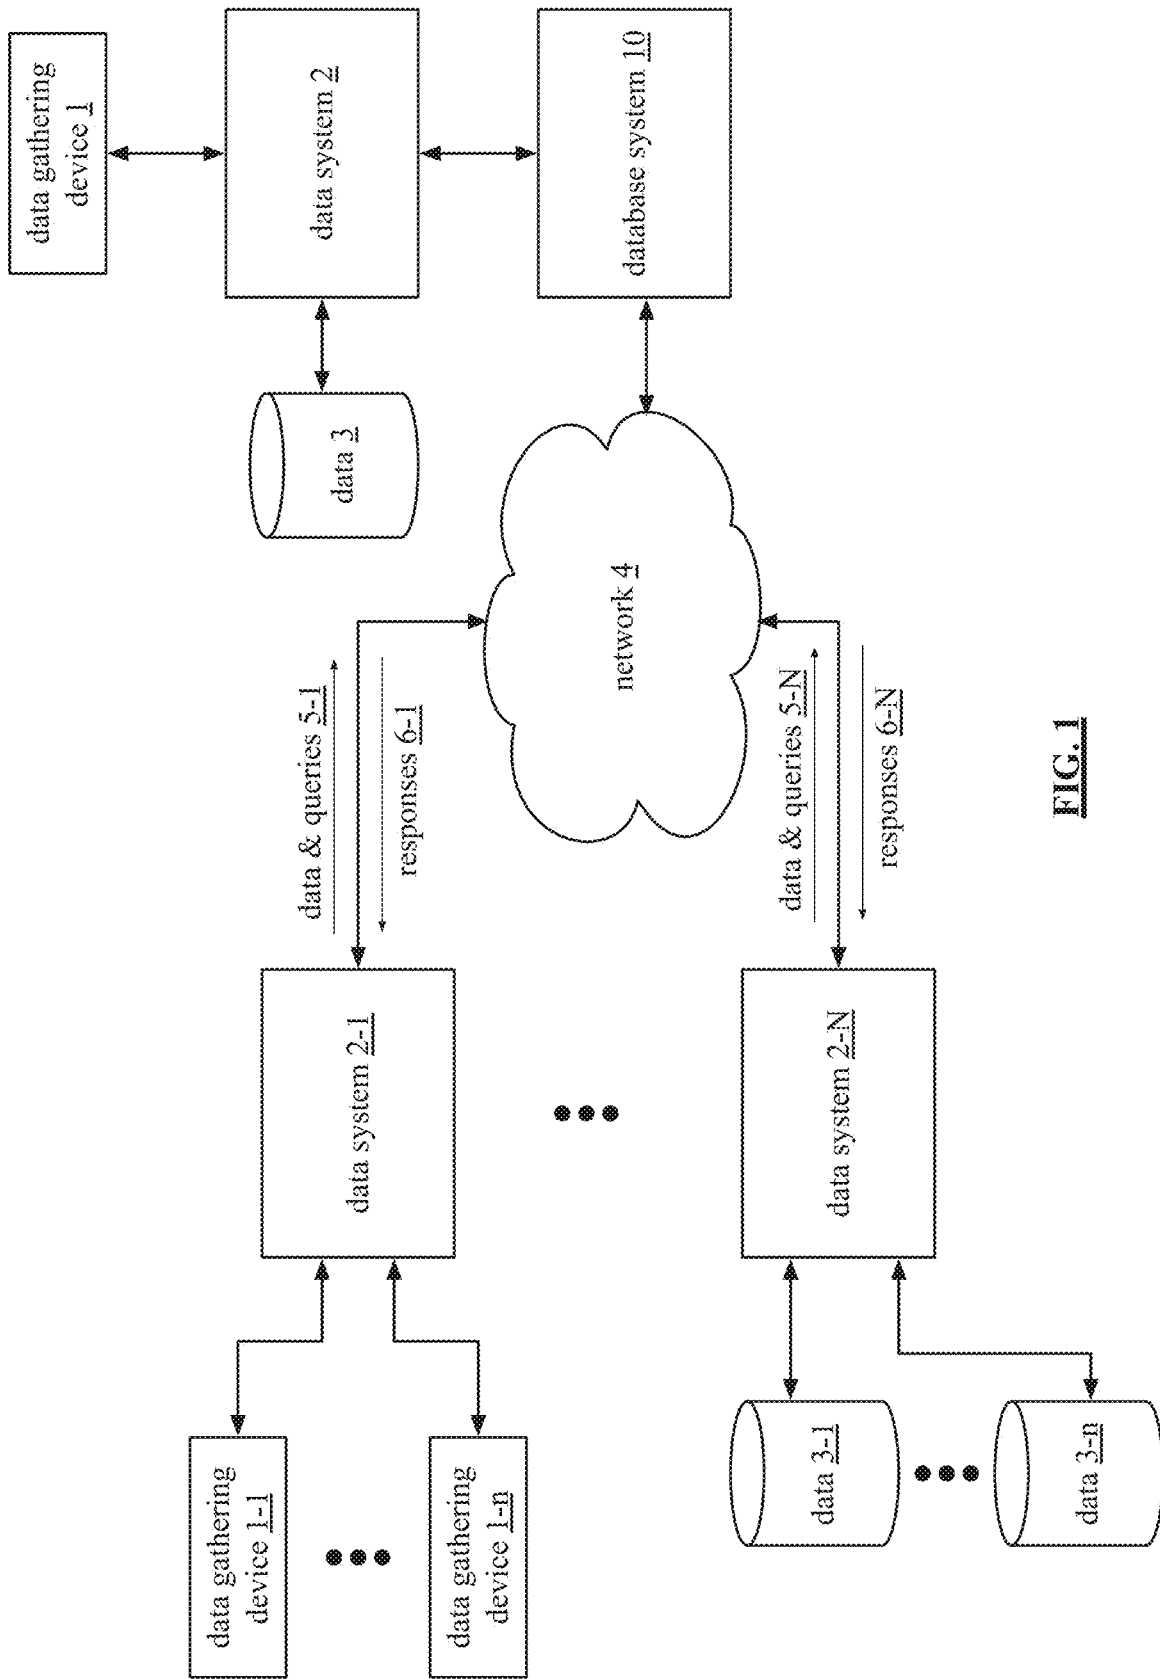 data gathering
device 1
data system 2
database system 10
data 3
network 4
data & queries 5-1
responses 6-1
data & queries 5-N
responses 6-N
data system 2-1
data system 2-N
data gathering
device 1-1
data gathering
device 1-n
data 3-1
data 3-n
FIG. 1